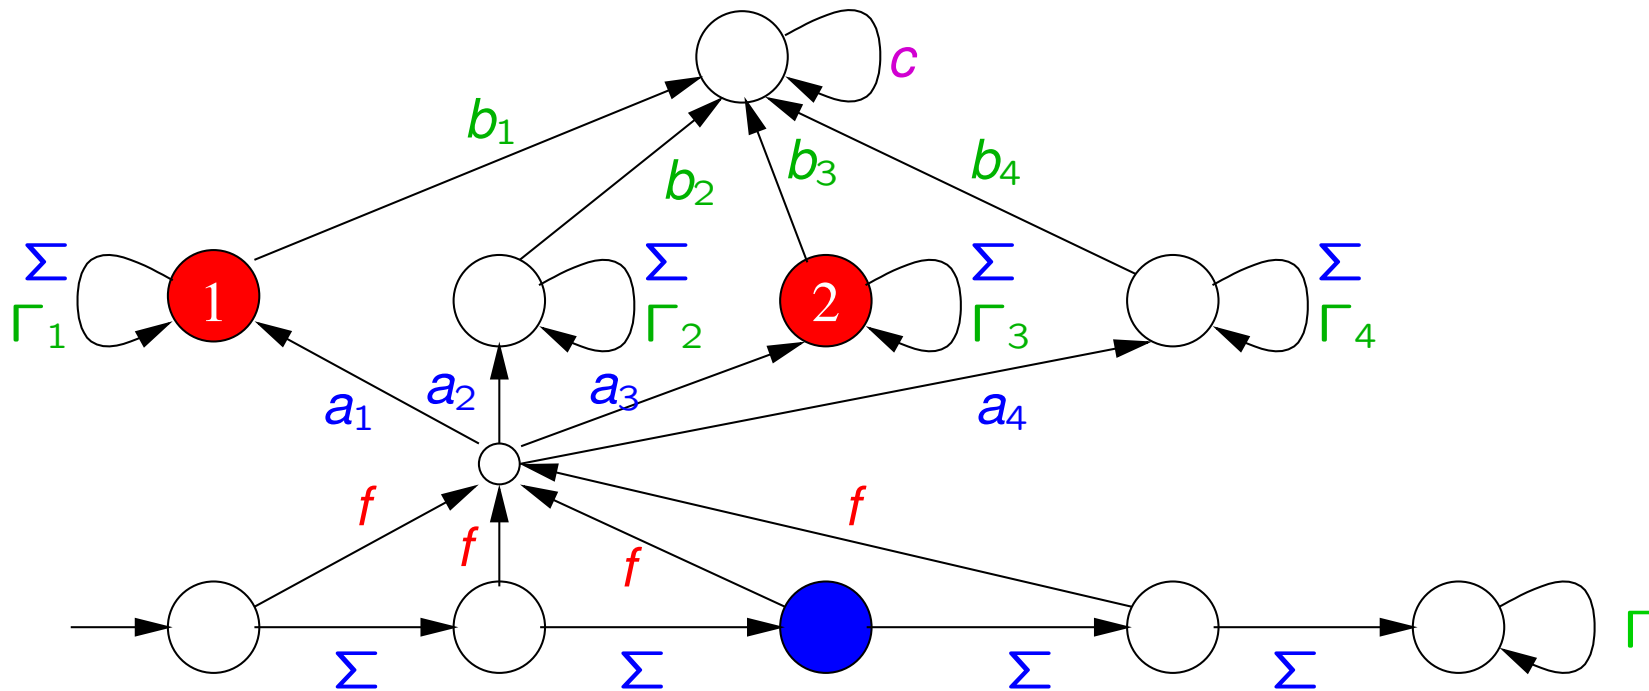 c
b₁
b₂
b₃
b₄
Σ Σ Σ Σ
Γ₁ 1 Γ₂ 2 Γ₃ Γ₄
a₁ a₂ a₃ a₄
f f f f
Γ
Σ Σ Σ Σ